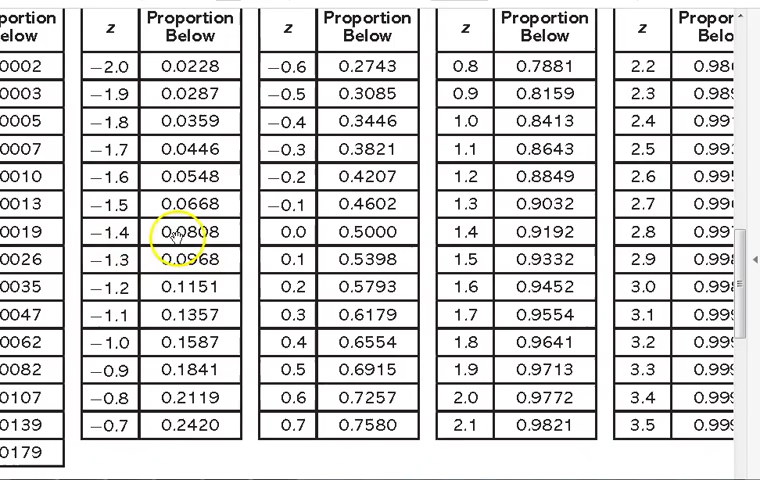 portion z Proportion z Proportion z Proportion z Proportion
elow Below Below Below Below
0002 −2.0 0.0228 −0.6 0.2743 0.8 0.7881 2.2 0.98
0003 −1.9 0.0287 −0.5 0.3085 0.9 0.8159 2.3 0.98
0005 −1.8 0.0359 −0.4 0.3446 1.0 0.8413 2.4 0.99
0007 −1.7 0.0446 −0.3 0.3821 1.1 0.8643 2.5 0.99
0010 −1.6 0.0548 −0.2 0.4207 1.2 0.8849 2.6 0.99
0013 −1.5 0.0668 −0.1 0.4602 1.3 0.9032 2.7 0.99
0019 −1.4 0.0808 0.0 0.5000 1.4 0.9192 2.8 0.99
0026 −1.3 0.0968 0.1 0.5398 1.5 0.9332 2.9 0.99
0035 −1.2 0.1151 0.2 0.5793 1.6 0.9452 3.0 0.99
0047 −1.1 0.1357 0.3 0.6179 1.7 0.9554 3.1 0.99
0062 −1.0 0.1587 0.4 0.6554 1.8 0.9641 3.2 0.99
0082 −0.9 0.1841 0.5 0.6915 1.9 0.9713 3.3 0.99
0107 −0.8 0.2119 0.6 0.7257 2.0 0.9772 3.4 0.99
0139 −0.7 0.2420 0.7 0.7580 2.1 0.9821 3.5 0.99
0179